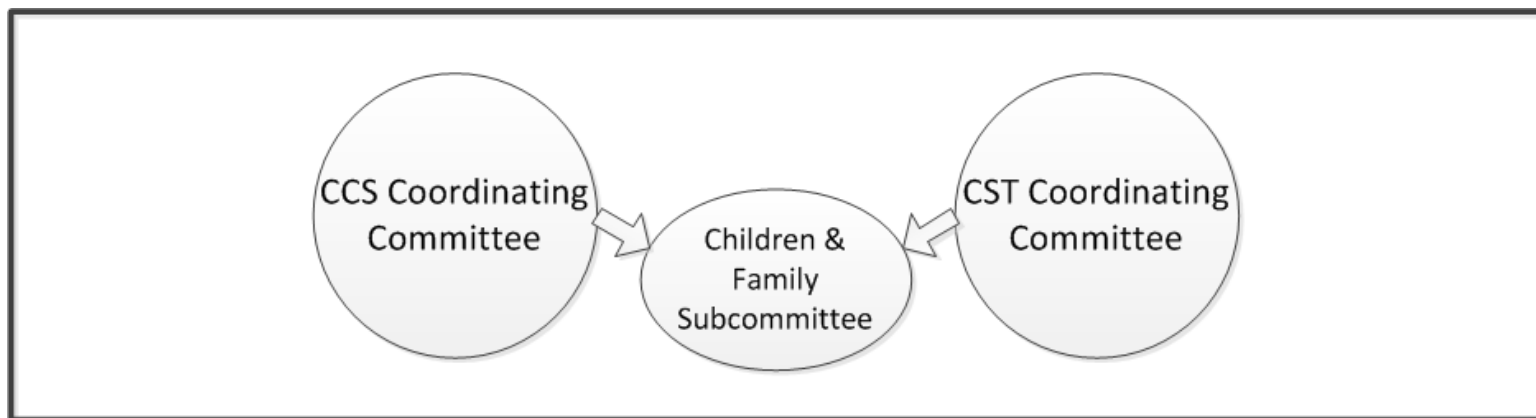 CCS Coordinating
Committee
Children &
Family
Subcommittee
CST Coordinating
Committee